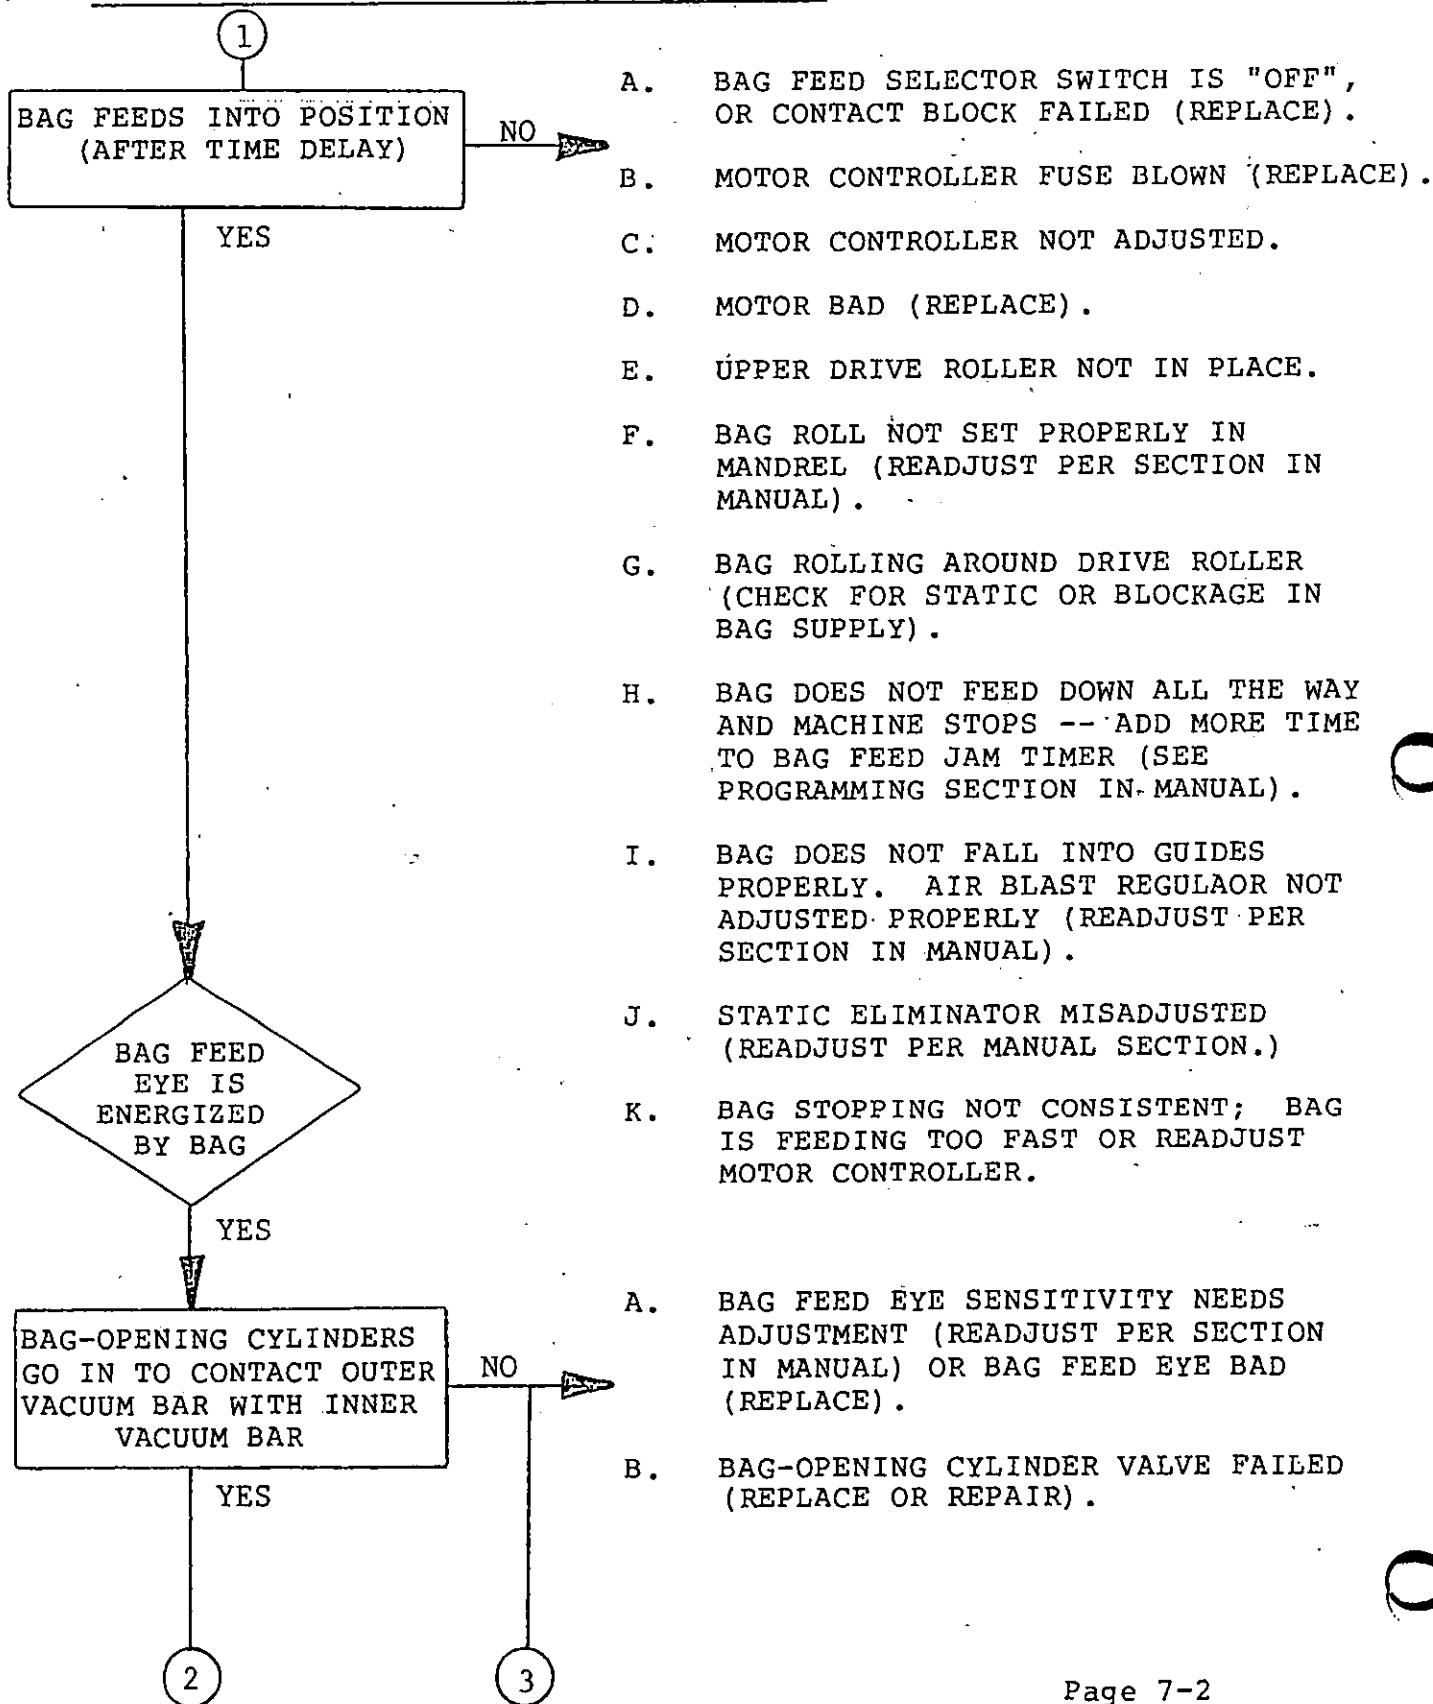 1
BAG FEEDS INTO POSITION
(AFTER TIME DELAY)
NO
YES
A. BAG FEED SELECTOR SWITCH IS "OFF",
OR CONTACT BLOCK FAILED (REPLACE).
B. MOTOR CONTROLLER FUSE BLOWN (REPLACE).
C. MOTOR CONTROLLER NOT ADJUSTED.
D. MOTOR BAD (REPLACE).
E. UPPER DRIVE ROLLER NOT IN PLACE.
F. BAG ROLL NOT SET PROPERLY IN
MANDREL (READJUST PER SECTION IN
MANUAL).
G. BAG ROLLING AROUND DRIVE ROLLER
(CHECK FOR STATIC OR BLOCKAGE IN
BAG SUPPLY).
H. BAG DOES NOT FEED DOWN ALL THE WAY
AND MACHINE STOPS -- ADD MORE TIME
TO BAG FEED JAM TIMER (SEE
PROGRAMMING SECTION IN MANUAL).
I. BAG DOES NOT FALL INTO GUIDES
PROPERLY. AIR BLAST REGULAOR NOT
ADJUSTED PROPERLY (READJUST PER
SECTION IN MANUAL).
J. STATIC ELIMINATOR MISADJUSTED
(READJUST PER MANUAL SECTION.)
K. BAG STOPPING NOT CONSISTENT; BAG
IS FEEDING TOO FAST OR READJUST
MOTOR CONTROLLER.
BAG FEED
EYE IS
ENERGIZED
BY BAG
YES
BAG-OPENING CYLINDERS
GO IN TO CONTACT OUTER
VACUUM BAR WITH INNER
VACUUM BAR
NO
YES
A. BAG FEED EYE SENSITIVITY NEEDS
ADJUSTMENT (READJUST PER SECTION
IN MANUAL) OR BAG FEED EYE BAD
(REPLACE).
B. BAG-OPENING CYLINDER VALVE FAILED
(REPLACE OR REPAIR).
2
3
Page 7-2